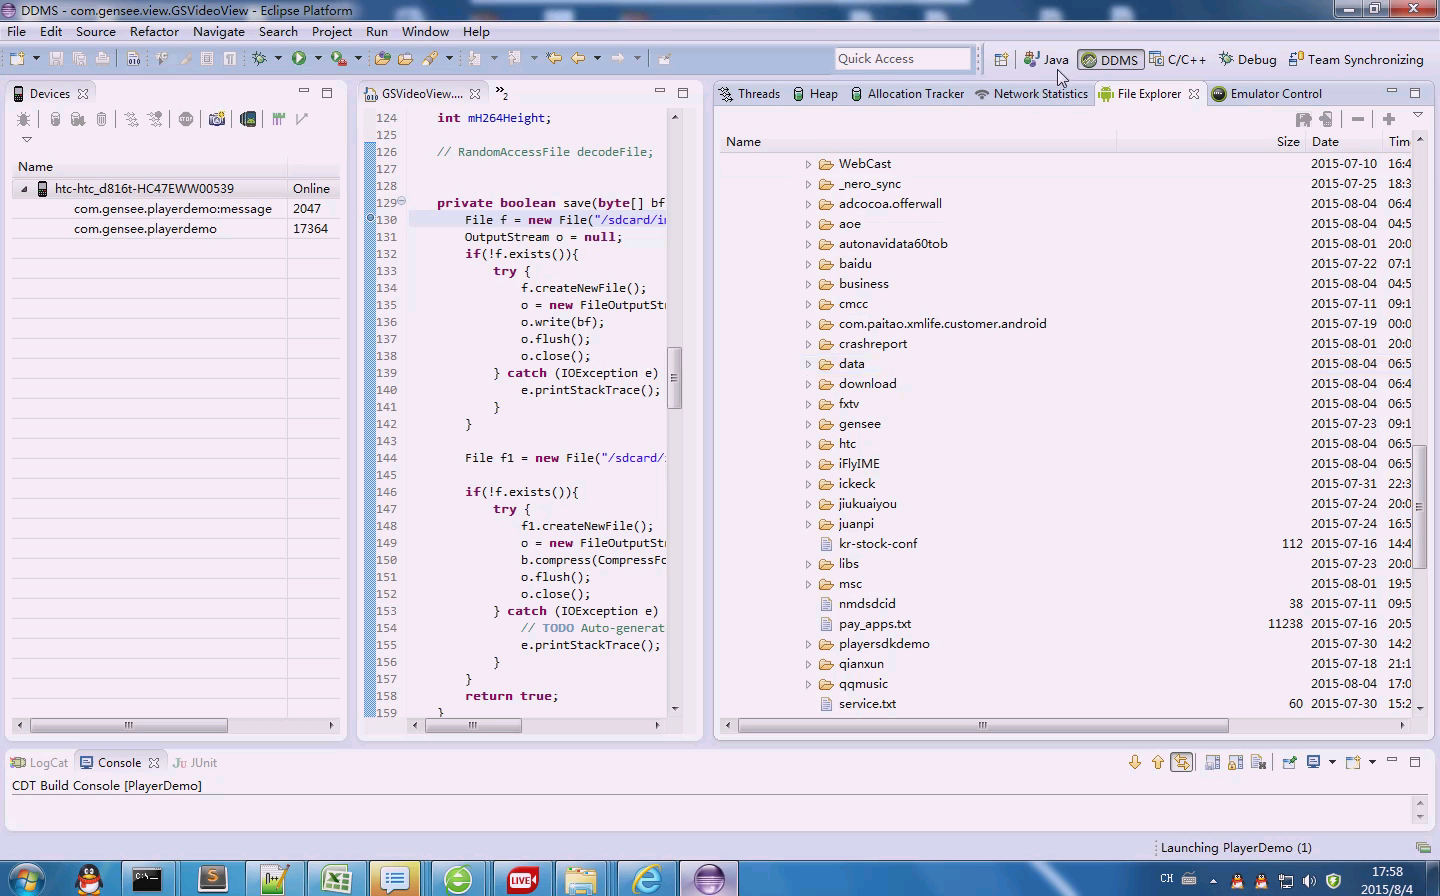 DDMS - com.gensee.view.GSVideoView - Eclipse Platform
File Edit Source Refactor Navigate Search Project Run Window Help
Quick Access Java DDMS C/C++ Debug Team Synchronizing
Devices
Name
htc-htc_d816t-HC47EWW00539 Online
com.gensee.playerdemo:message 2047
com.gensee.playerdemo 17364
GSVideoView.... »2
124 int mH264Height;
125
126 // RandomAccessFile decodeFile;
127
128
129 private boolean save(byte[] bf
130 File f = new File("/sdcard/i
131 OutputStream o = null;
132 if(!f.exists()){
133 try {
134 f.createNewFile();
135 o = new FileOutputStr
136 o.write(bf);
137 o.flush();
138 o.close();
139 } catch (IOException e)
140 e.printStackTrace();
141 }
142 }
143
144 File f1 = new File("/sdcard/
145
146 if(!f.exists()){
147 try {
148 f1.createNewFile();
149 o = new FileOutputStr
150 b.compress(CompressFo
151 o.flush();
152 o.close();
153 } catch (IOException e)
154 // TODO Auto-generat
155 e.printStackTrace();
156 }
157 }
158 return true;
159 }
Threads Heap Allocation Tracker Network Statistics File Explorer Emulator Control
Name Size Date Tim
WebCast 2015-07-10 16:4
_nero_sync 2015-07-25 18:3
adcocoa.offerwall 2015-08-04 06:4
aoe 2015-08-04 04:5
autonavidata60tob 2015-08-01 20:0
baidu 2015-07-22 07:1
business 2015-08-04 04:5
cmcc 2015-07-11 09:1
com.paitao.xmlife.customer.android 2015-07-19 00:0
crashreport 2015-08-01 20:0
data 2015-08-04 06:5
download 2015-08-04 06:4
fxtv 2015-08-04 06:5
gensee 2015-07-23 09:1
htc 2015-08-04 06:5
iFlyIME 2015-08-04 06:5
ickeck 2015-07-31 22:3
jiukuaiyou 2015-07-24 20:0
juanpi 2015-07-24 16:5
kr-stock-conf 112 2015-07-16 14:4
libs 2015-07-23 20:0
msc 2015-08-01 19:5
nmdsdcid 38 2015-07-11 09:5
pay_apps.txt 11238 2015-07-16 20:5
playersdkdemo 2015-07-30 14:2
qianxun 2015-07-18 21:1
qqmusic 2015-08-04 17:0
service.txt 60 2015-07-30 15:2
LogCat Console JUnit
CDT Build Console [PlayerDemo]
Launching PlayerDemo (1)
LIVE
CH
17:58
2015/8/4